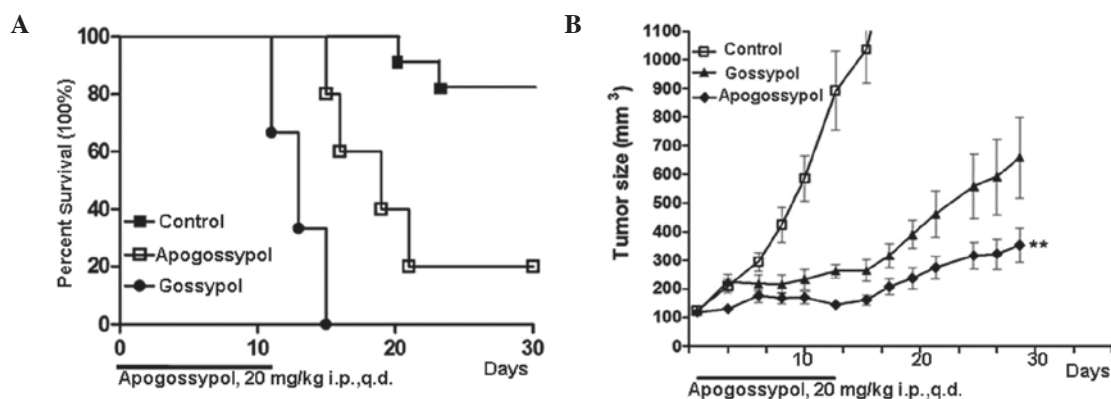 A
Percent Survival (100%)
100
80
60
40
20
0
Control
Apogossypol
Gossypol
0
10
20
30
Days
Apogossypol, 20 mg/kg i.p.,q.d.
B
Tumor size (mm³)
1100
1000
900
800
700
600
500
400
300
200
100
0
Control
Gossypol
Apogossypol
**
10
20
30
Days
Apogossypol, 20 mg/kg i.p.,q.d.